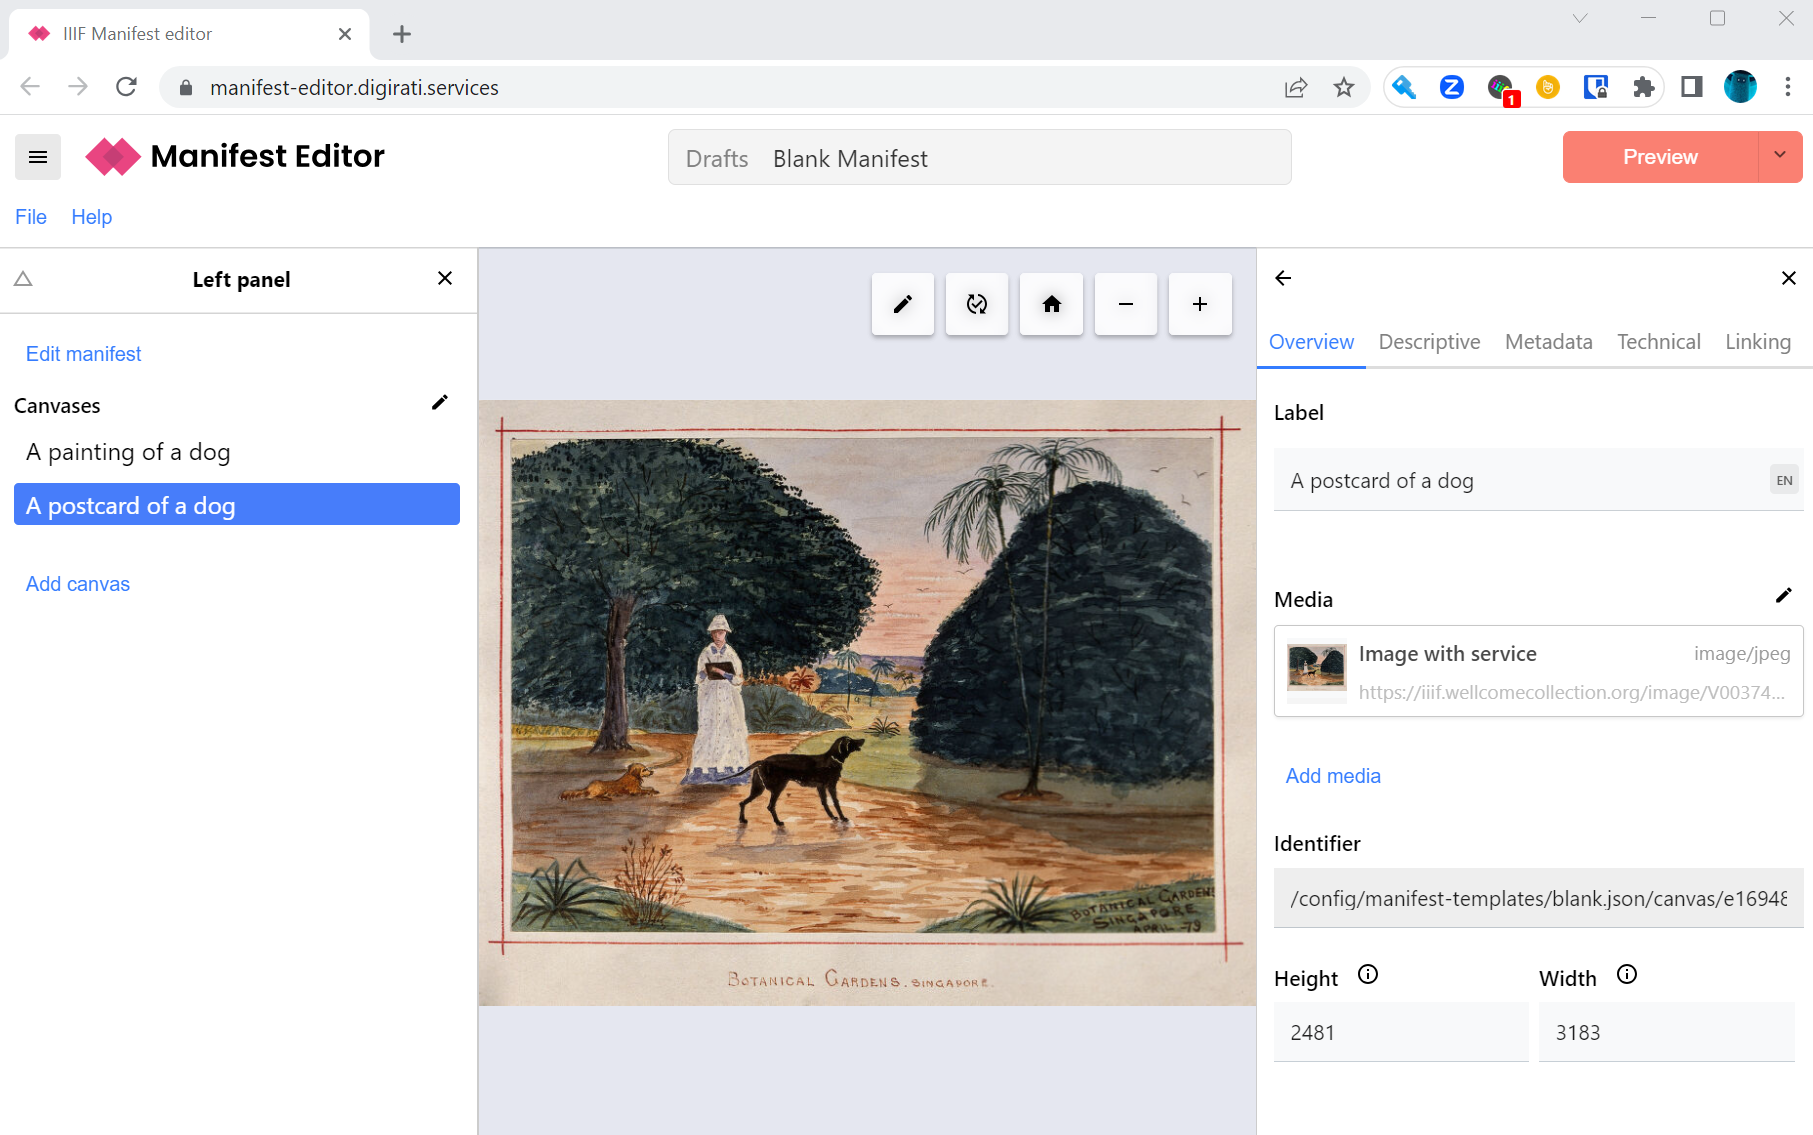 IIIF Manifest editor
manifest-editor.digirati.services
1
Manifest Editor
Drafts Blank Manifest
Preview
File Help
Left panel
Edit manifest
Canvases
A painting of a dog
A postcard of a dog
Add canvas
BOTANICAL GARDENS
SINGAPORE
APRIL -79
BOTANICAL GARDENS. SINGAPORE.
Overview Descriptive Metadata Technical Linking
Label
A postcard of a dog EN
Media
Image with service image/jpeg
https://iiif.wellcomecollection.org/image/V00374...
Add media
Identifier
/config/manifest-templates/blank.json/canvas/e16948
Height Width
2481 3183